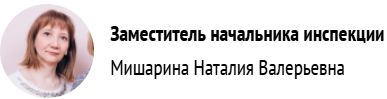 Заместитель начальника инспекции
Мишарина Наталия Валерьевна